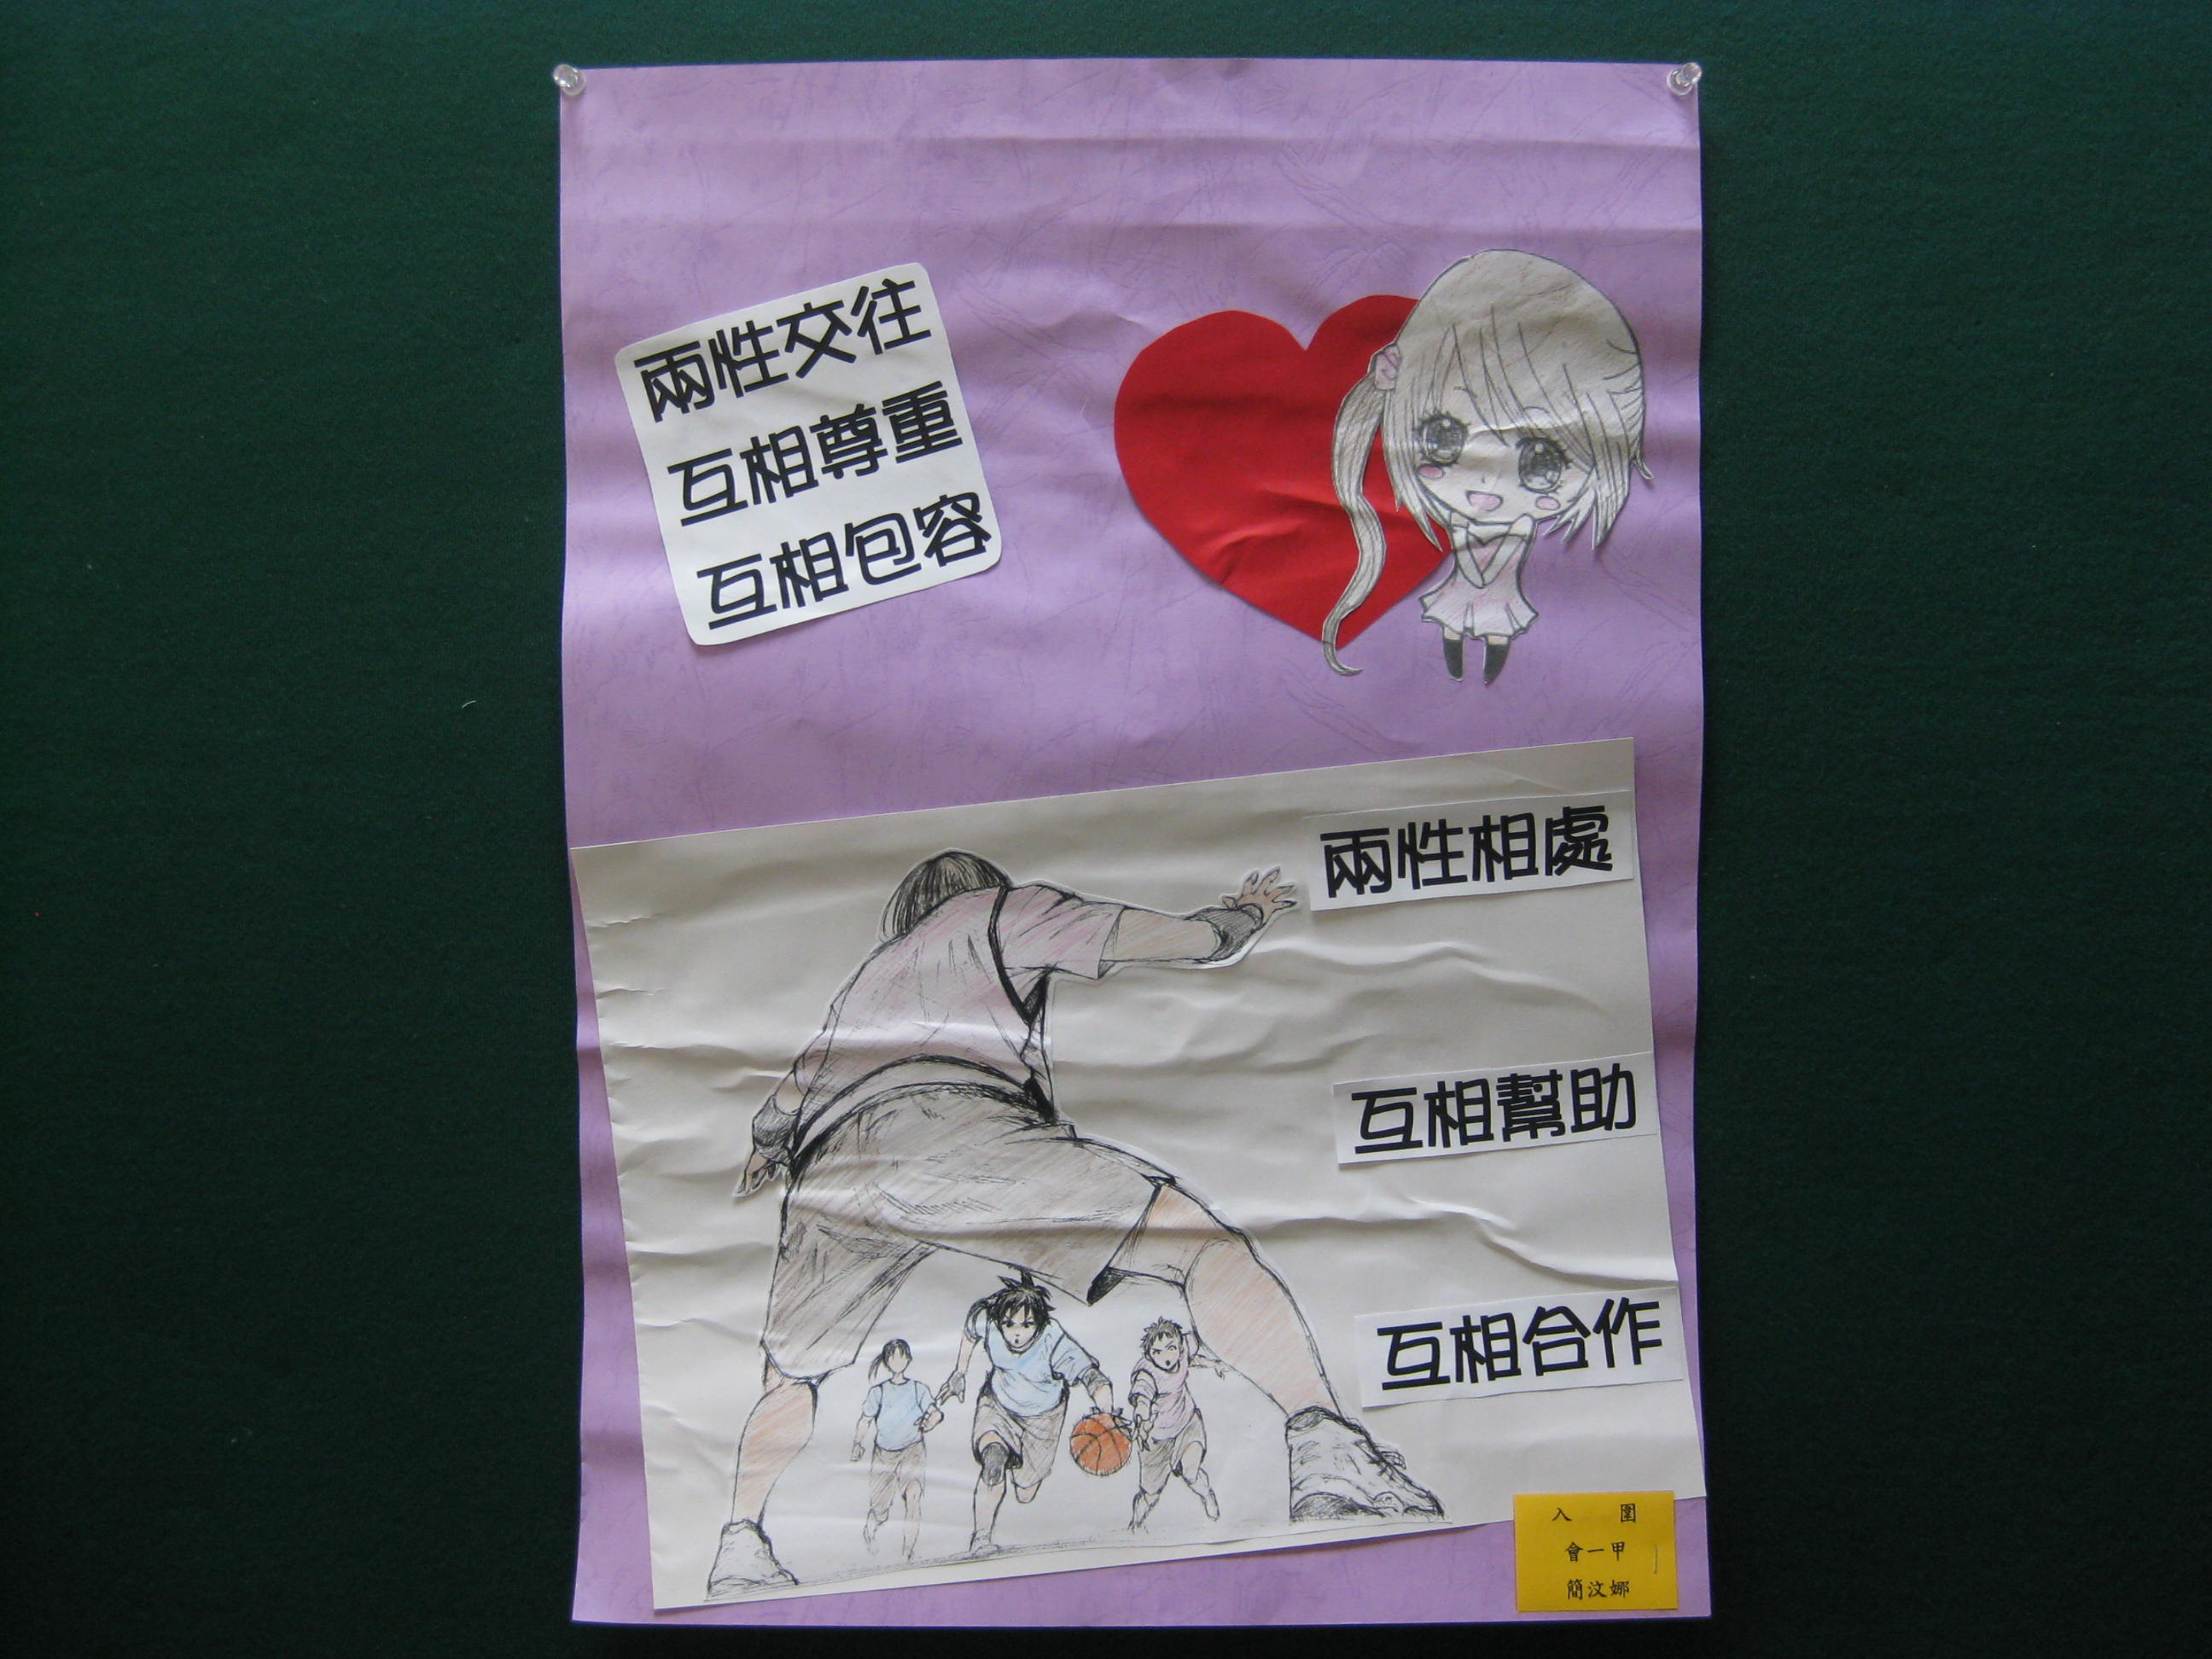 兩性交往
互相尊重
互相包容
兩性相處
互相幫助
互相合作
入 圍
會一甲
簡汶娜